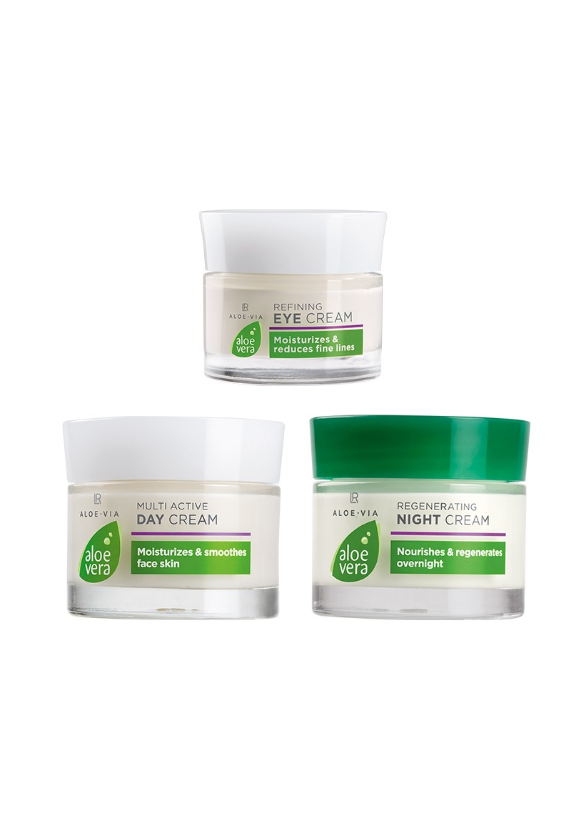 LR
ALOE·VIA
REFINING
EYE CREAM
aloe
vera
Moisturizes &
reduces fine lines
LR
ALOE·VIA
MULTI ACTIVE
DAY CREAM
aloe
vera
Moisturizes & smoothes
face skin
LR
ALOE·VIA
REGENERATING
NIGHT CREAM
aloe
vera
Nourishes & regenerates
overnight